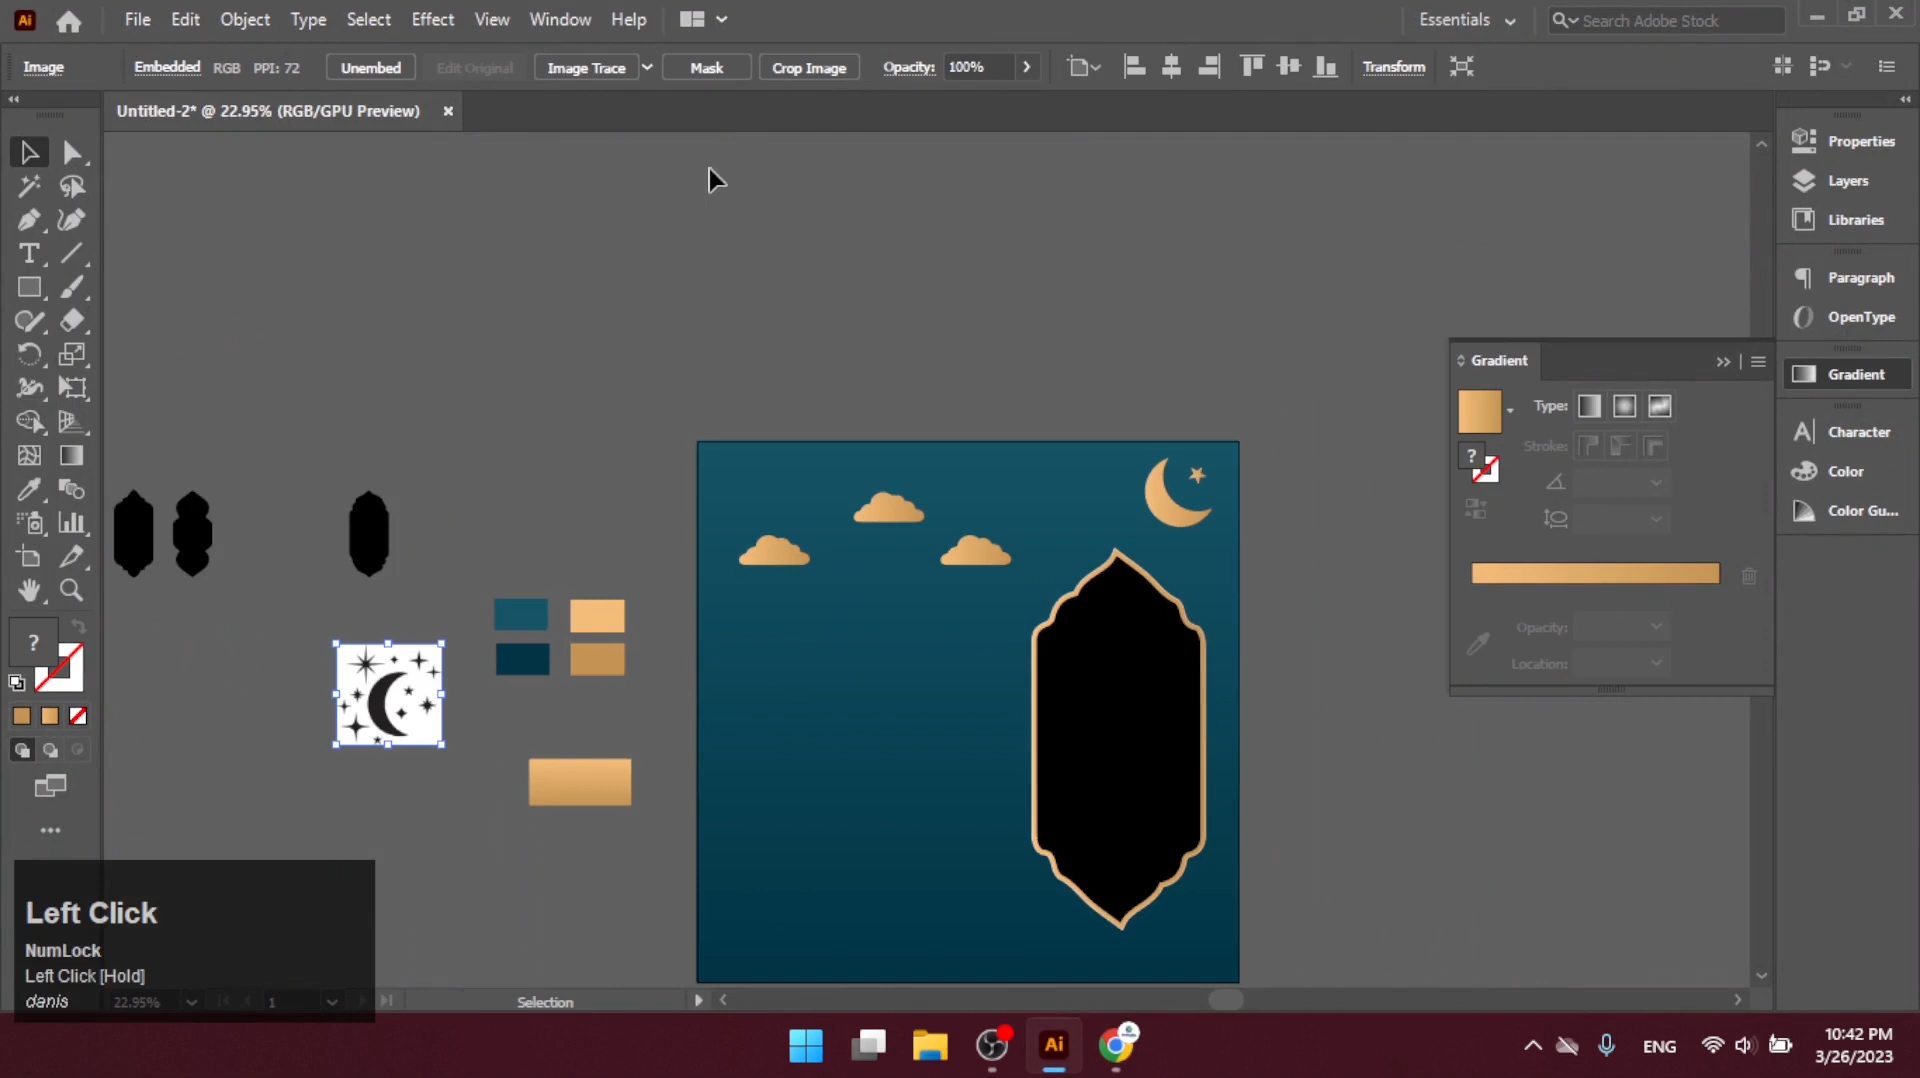 Ai File Edit Object Type Select Effect View Window Help Essentials Search Adobe Stock
Image Embedded RGB PPI: 72 Unembed Edit Original Image Trace Mask Crop Image Opacity: 100% Transform
Untitled-2* @ 22.95% (RGB/GPU Preview)
Properties
Layers
Libraries
Paragraph
OpenType
Gradient
Character
Color
Color Gu...
Gradient
Type:
Stroke:
Opacity:
Location:
?
T
?
Left Click
NumLock
Left Click [Hold]
danis
22.95% 1 Selection
Ai
ENG
10:42 PM
3/26/2023